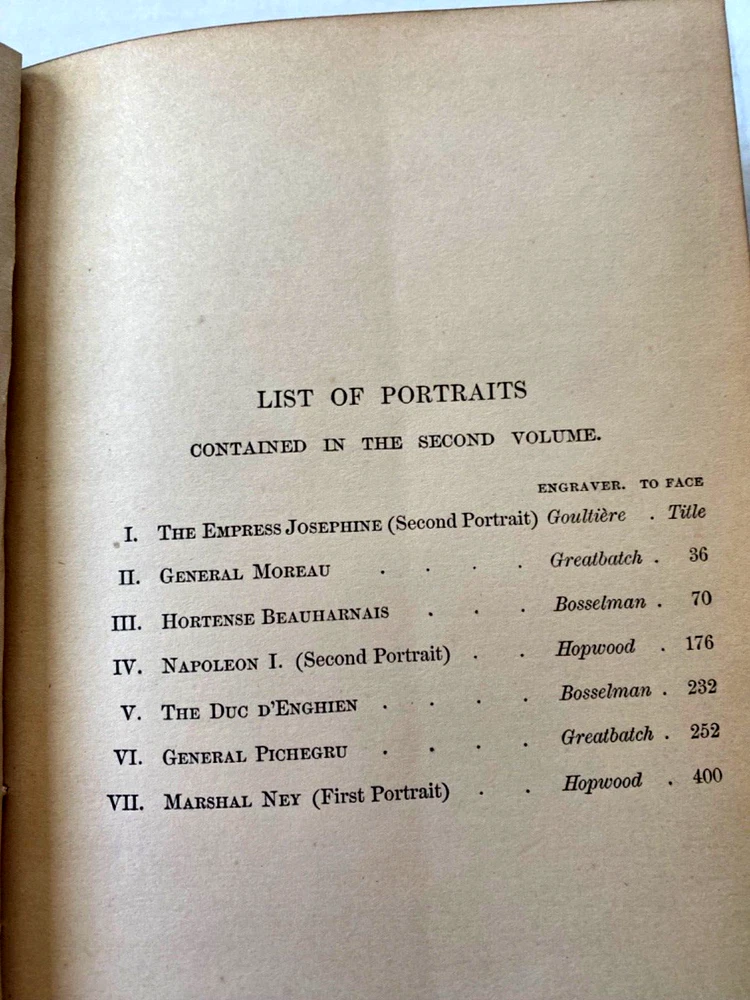 LIST OF PORTRAITS
CONTAINED IN THE SECOND VOLUME.
ENGRAVER. TO FACE
I. THE EMPRESS JOSEPHINE (Second Portrait) Goultière . Title
II. GENERAL MOREAU . . . . Greatbatch . 36
III. HORTENSE BEAUHARNAIS . . . Bosselman . 70
IV. NAPOLEON I. (Second Portrait) . . Hopwood . 176
V. THE DUC D'ENGHIEN . . . . Bosselman . 232
VI. GENERAL PICHEGRU . . . . Greatbatch . 252
VII. MARSHAL NEY (First Portrait) . . Hopwood . 400